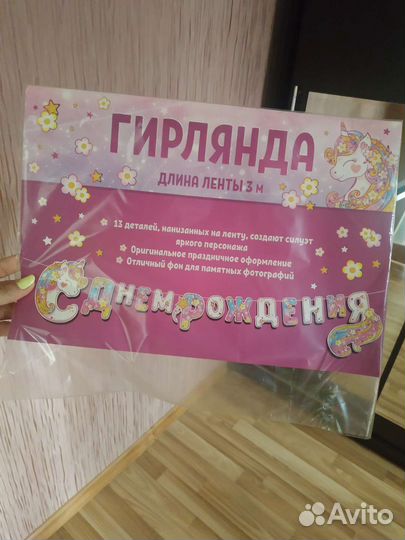 ГИРЛЯНДА
ДЛИНА ЛЕНТЫ 3 М
13 деталей, нанизанных на ленту, создают силуэт
яркого персонажа
Оригинальное праздничное оформление
Отличный фон для памятных фотографий
С ДНЕМ РОЖДЕНИЯ
Avito